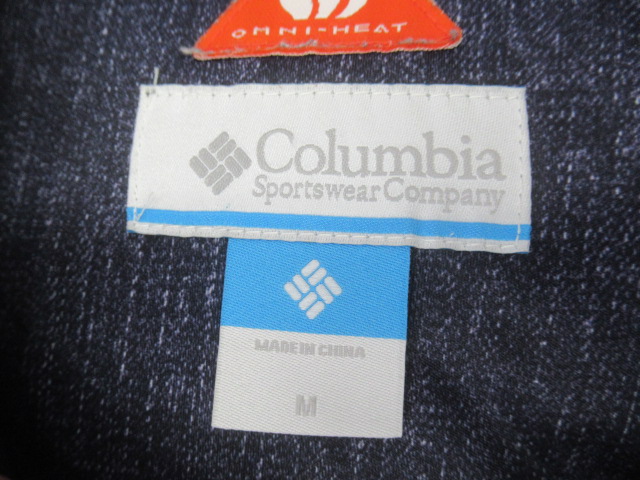 OMNI-HEAT
Columbia
Sportswear Company
MADE IN CHINA
M